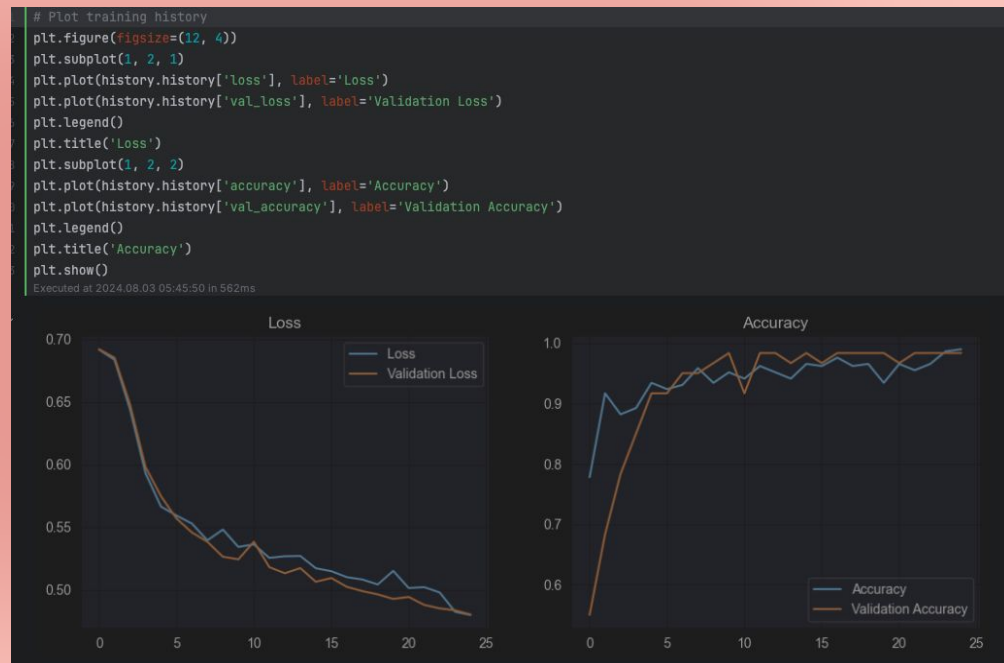 # Plot training history
plt.figure(figsize=(12, 4))
plt.subplot(1, 2, 1)
plt.plot(history.history['loss'], label='Loss')
plt.plot(history.history['val_loss'], label='Validation Loss')
plt.legend()
plt.title('Loss')
plt.subplot(1, 2, 2)
plt.plot(history.history['accuracy'], label='Accuracy')
plt.plot(history.history['val_accuracy'], label='Validation Accuracy')
plt.legend()
plt.title('Accuracy')
plt.show()
Executed at 2024.08.03 05:45:50 in 562ms
Loss
0.70
0.65
0.60
0.55
0.50
Loss
Validation Loss
0 5 10 15 20 25
Accuracy
1.0
0.9
0.8
0.7
0.6
Accuracy
Validation Accuracy
0 5 10 15 20 25